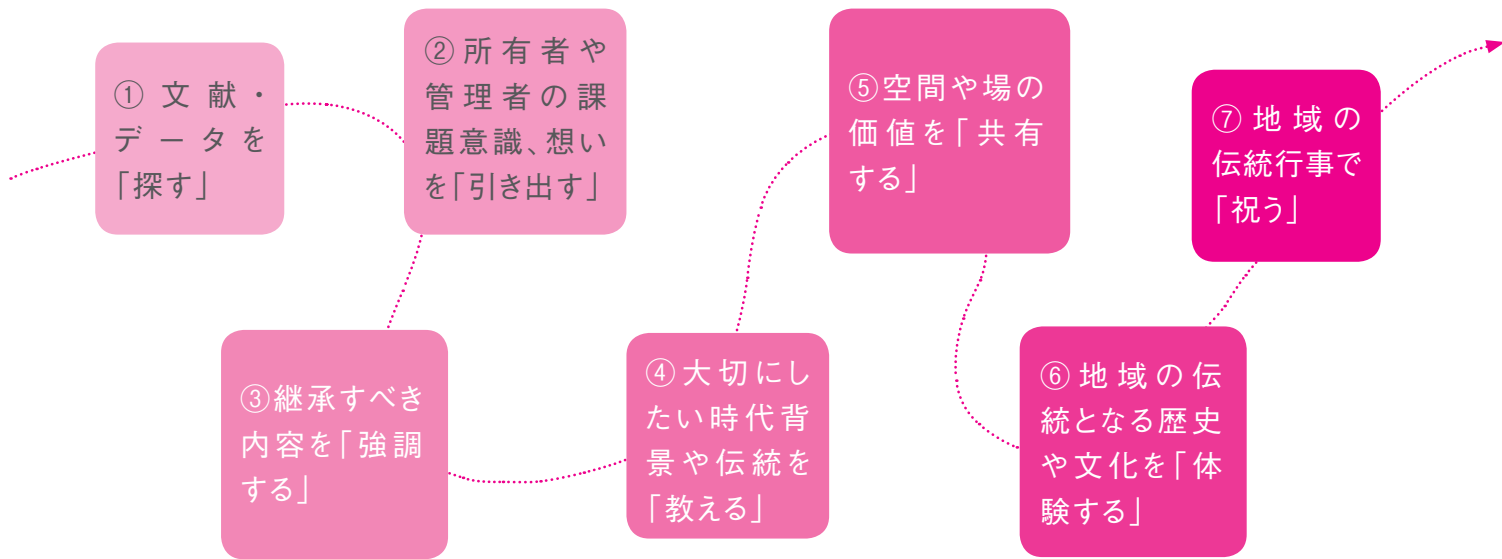 ①文献・
データを
「探す」
②所有者や
管理者の課
題意識、想い
を「引き出す」
③継承すべき
内容を「強調
する」
④大切にし
たい時代背
景や伝統を
「教える」
⑤空間や場の
価値を「共有
する」
⑥地域の伝
統となる歴史
や文化を「体
験する」
⑦地域の
伝統行事で
「祝う」